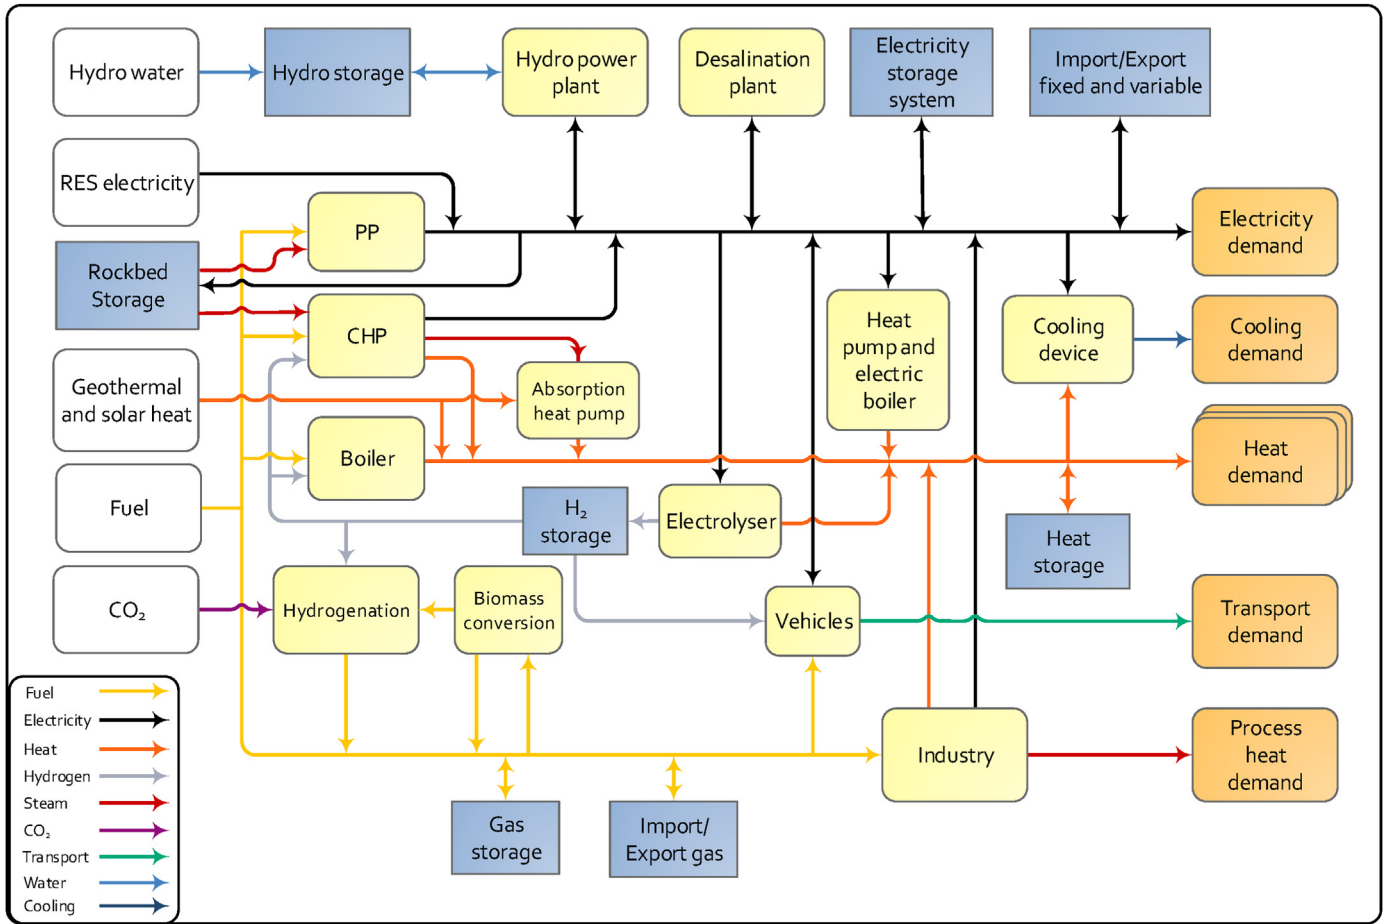 Hydro water
Hydro storage
Hydro power
plant
Desalination
plant
Electricity
storage
system
Import/Export
fixed and variable
RES electricity
PP
Electricity
demand
Rockbed
Storage
CHP
Heat
pump and
electric
boiler
Cooling
device
Cooling
demand
Geothermal
and solar heat
Absorption
heat pump
Boiler
Heat
demand
Fuel
H₂
storage
Electrolyser
Heat
storage
CO₂
Hydrogenation
Biomass
conversion
Vehicles
Transport
demand
Fuel
Electricity
Heat
Hydrogen
Steam
CO₂
Transport
Water
Cooling
Industry
Process
heat
demand
Gas
storage
Import/
Export gas